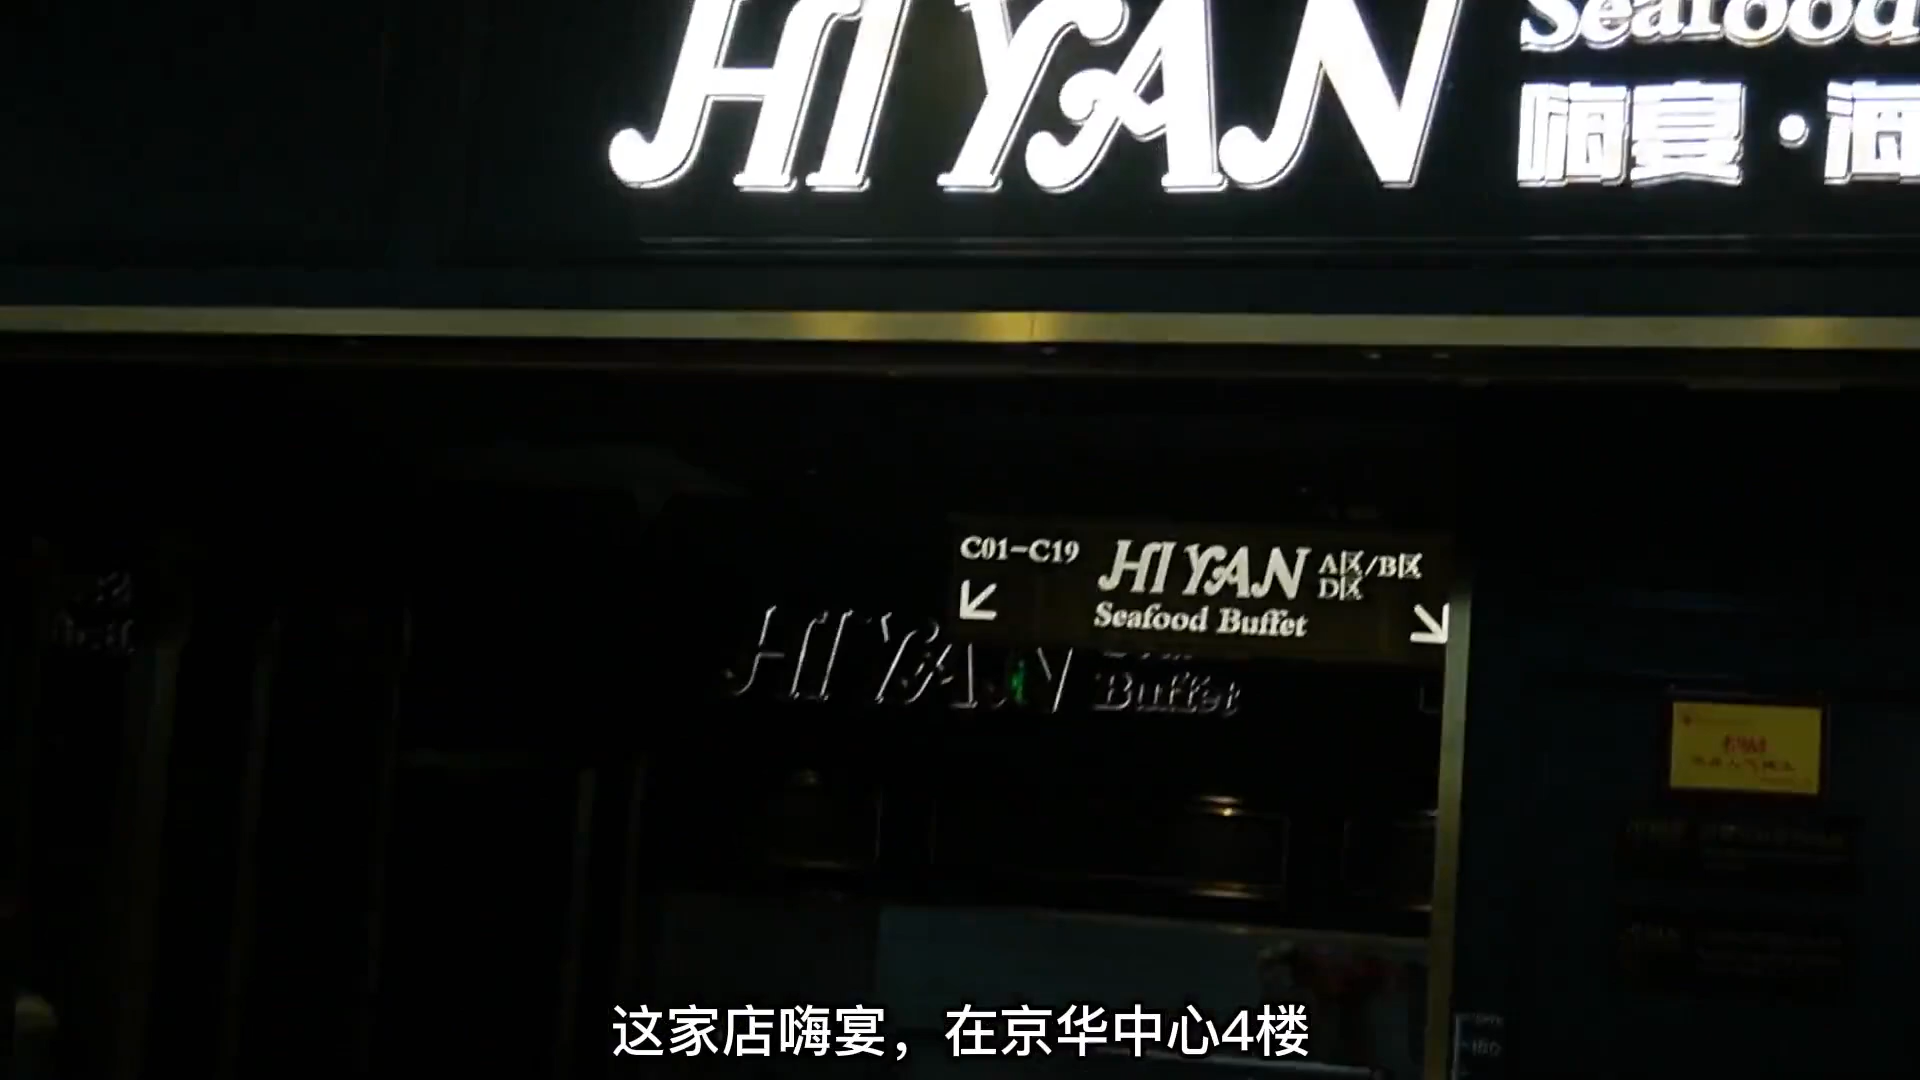 HI YAN
Seafood
嗨宴·海
C01-C19
HI YAN
A区/B区
D区
Seafood Buffet
HI YAN
Buffet
这家店嗨宴，在京华中心4楼